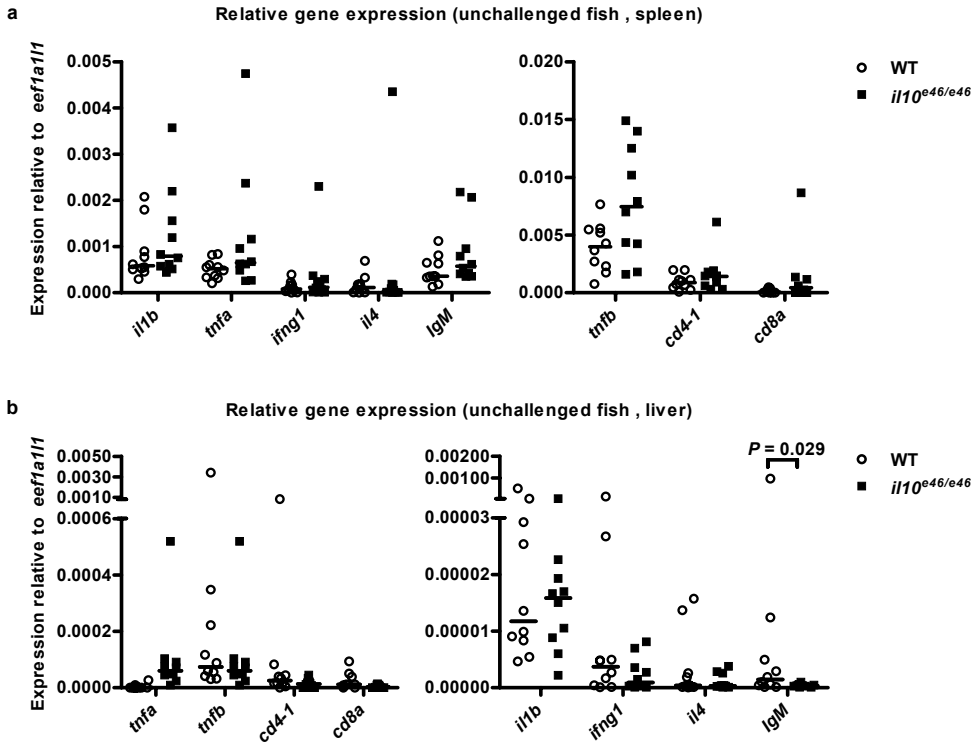 a
Relative gene expression (unchallenged fish , spleen)
Expression relative to eef1a1l1
0.005
0.004
0.003
0.002
0.001
0.000
il1b
tnfa
ifng1
il4
IgM
0.020
0.015
0.010
0.005
0.000
tnfb
cd4-1
cd8a
WT
il10e46/e46
b
Relative gene expression (unchallenged fish , liver)
Expression relative to eef1a1l1
0.0050
0.0030
0.0010
0.0006
0.0004
0.0002
0.0000
tnfa
tnfb
cd4-1
cd8a
0.00200
0.00100
0.00003
0.00002
0.00001
0.00000
il1b
ifng1
il4
IgM
P = 0.029
WT
il10e46/e46